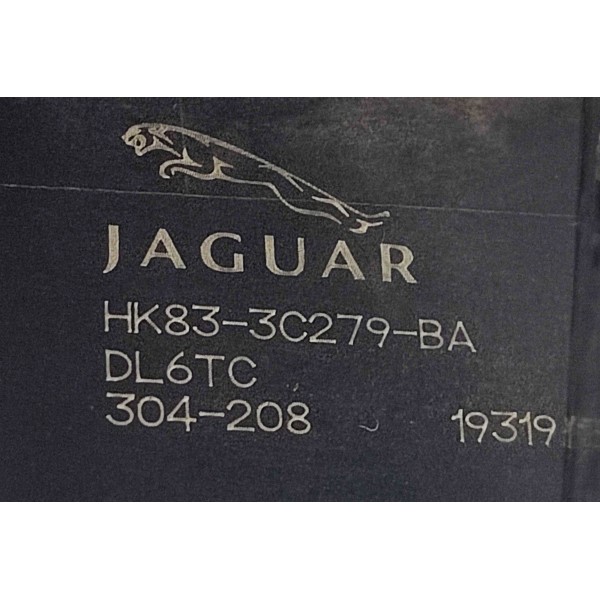 JAGUAR
HK83-3C279-BA
DL6TC
304-208 19319